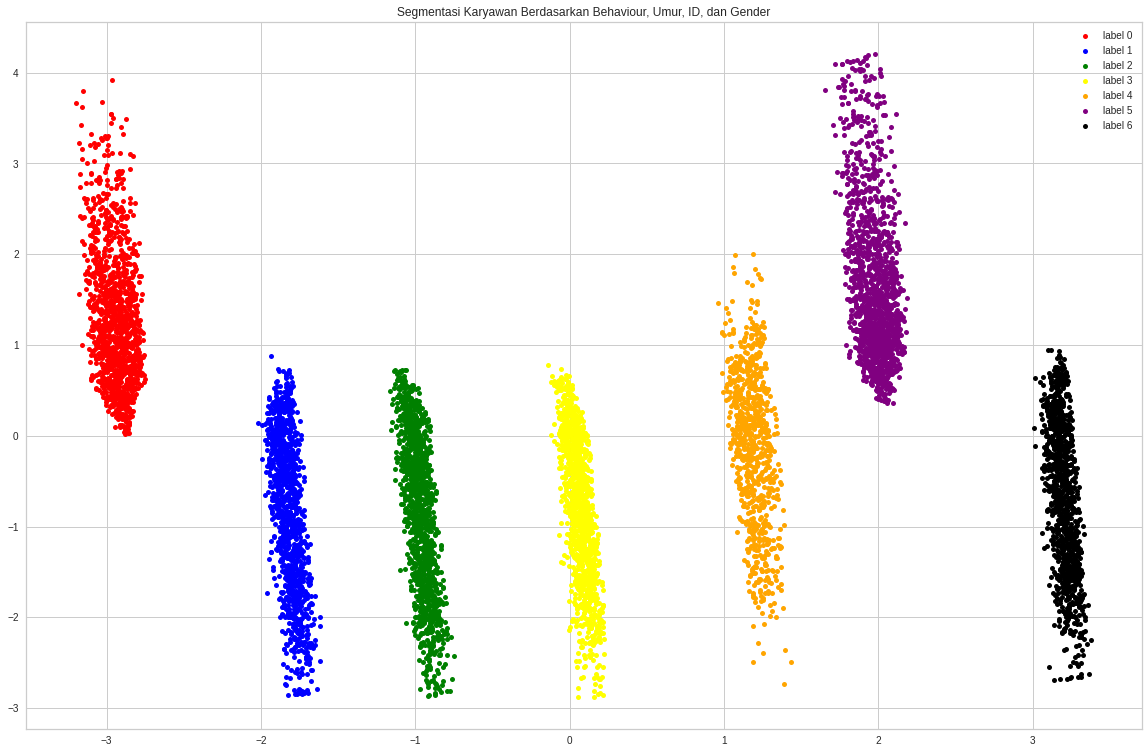 Segmentasi Karyawan Berdasarkan Behaviour, Umur, ID, dan Gender
label 0
label 1
label 2
label 3
label 4
label 5
label 6
4
3
2
1
0
−1
−2
−3
−3 −2 −1 0 1 2 3